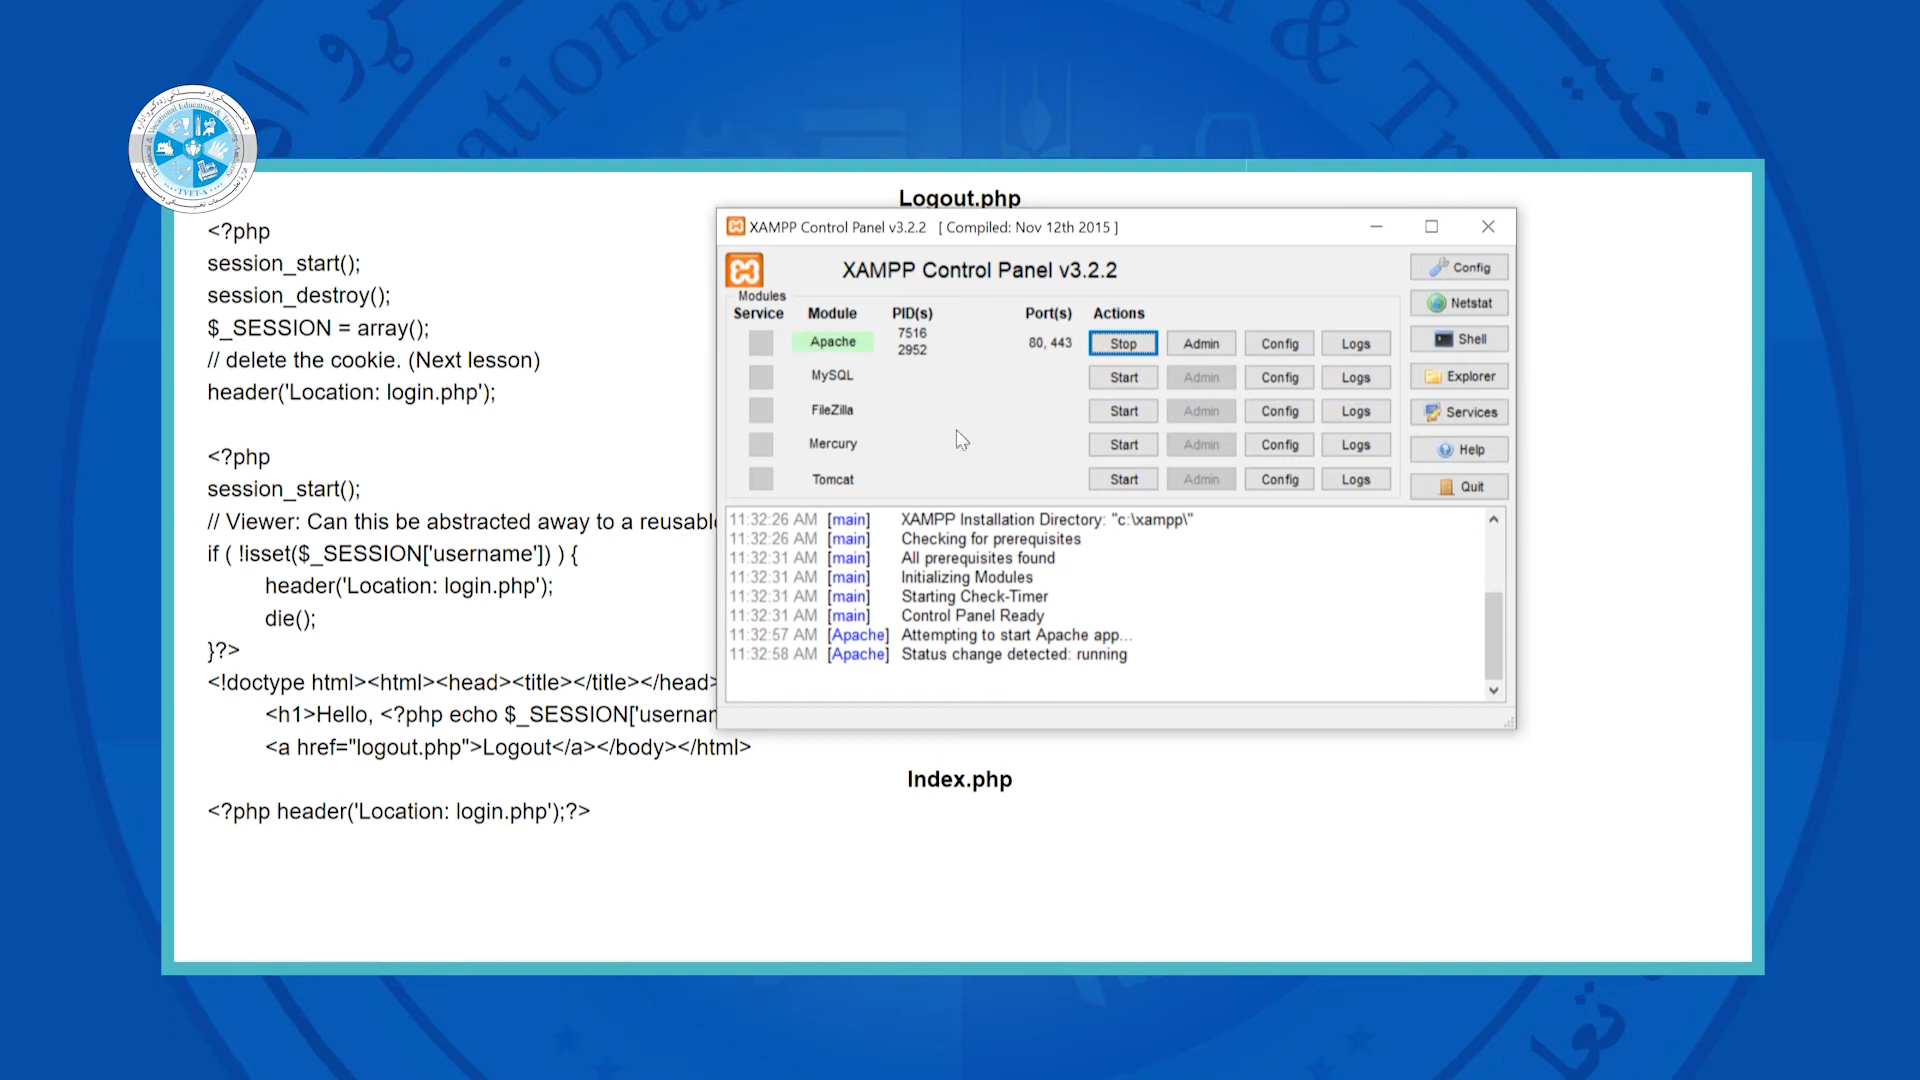 Logout.php
<?php
session_start();
session_destroy();
$_SESSION = array();
// delete the cookie. (Next lesson)
header('Location: login.php');
<?php
session_start();
// Viewer: Can this be abstracted away to a
if ( !isset($_SESSION['username']) ) {
header('Location: login.php');
die();
}?>
<!doctype html><html><head><title></title></head>
<h1>Hello, <?php echo $_SESSION['
<a href="logout.php">Logout</a></body></html>
Index.php
<?php header('Location: login.php');?>
XAMPP Control Panel v3.2.2 [ Compiled: Nov 12th 2015 ]
XAMPP Control Panel v3.2.2
Modules
Service Module PID(s) Port(s) Actions
Apache 7516 2952 80, 443 Stop Admin Config Logs
MySQL Start Admin Config Logs
FileZilla Start Admin Config Logs
Mercury Start Admin Config Logs
Tomcat Start Admin Config Logs
Config
Netstat
Shell
Explorer
Services
Help
Quit
11:32:26 AM [main] XAMPP Installation Directory: "c:\xampp\"
11:32:26 AM [main] Checking for prerequisites
11:32:31 AM [main] All prerequisites found
11:32:31 AM [main] Initializing Modules
11:32:31 AM [main] Starting Check-Timer
11:32:31 AM [main] Control Panel Ready
11:32:57 AM [Apache] Attempting to start Apache app...
11:32:58 AM [Apache] Status change detected: running
TVET-A